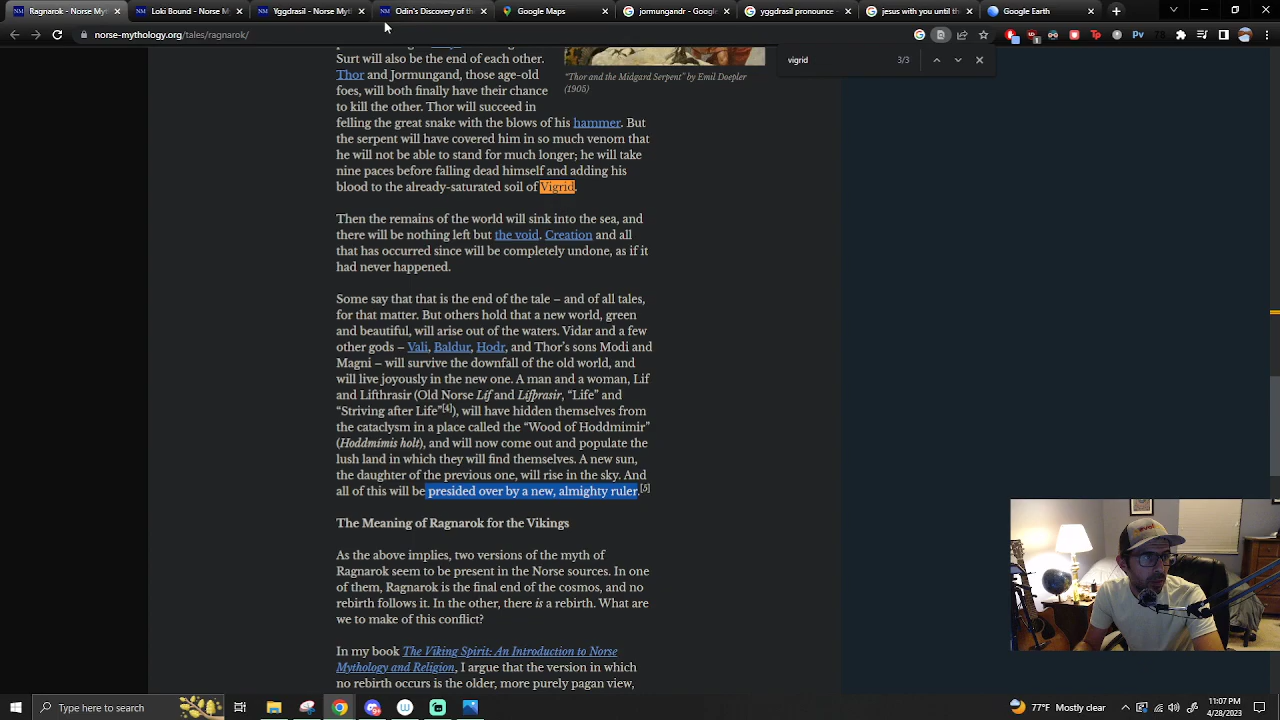 Ragnarok - Norse Myt
Loki Bound - Norse M
Yggdrasil - Norse Myt
Odin's Discovery of th
Google Maps
jormungandr - Google
yggdrasil pronounce -
jesus with you until th
Google Earth
norse-mythology.org/tales/ragnarok/
vigrid
3/3
Surt will also be the end of each other.
Thor and Jormungand, those age-old
foes, will both finally have their chance
to kill the other. Thor will succeed in
felling the great snake with the blows of his hammer. But
the serpent will have covered him in so much venom that
he will not be able to stand for much longer; he will take
nine paces before falling dead himself and adding his
blood to the already-saturated soil of Vigrid.
“Thor and the Midgard Serpent” by Emil Doepler
(1905)
Then the remains of the world will sink into the sea, and
there will be nothing left but the void. Creation and all
that has occurred since will be completely undone, as if it
had never happened.
Some say that that is the end of the tale – and of all tales,
for that matter. But others hold that a new world, green
and beautiful, will arise out of the waters. Vidar and a few
other gods – Vali, Baldur, Hodr, and Thor’s sons Modi and
Magni – will survive the downfall of the old world, and
will live joyously in the new one. A man and a woman, Lif
and Lifthrasir (Old Norse Líf and Lífþrasir, “Life” and
“Striving after Life”[4]), will have hidden themselves from
the cataclysm in a place called the “Wood of Hoddmimir”
(Hoddmímis holt), and will now come out and populate the
lush land in which they will find themselves. A new sun,
the daughter of the previous one, will rise in the sky. And
all of this will be presided over by a new, almighty ruler.[5]
The Meaning of Ragnarok for the Vikings
As the above implies, two versions of the myth of
Ragnarok seem to be present in the Norse sources. In one
of them, Ragnarok is the final end of the cosmos, and no
rebirth follows it. In the other, there is a rebirth. What are
we to make of this conflict?
In my book The Viking Spirit: An Introduction to Norse
Mythology and Religion, I argue that the version in which
no rebirth occurs is the older, more purely pagan view,
Type here to search
77°F Mostly clear
11:07 PM
4/28/2023